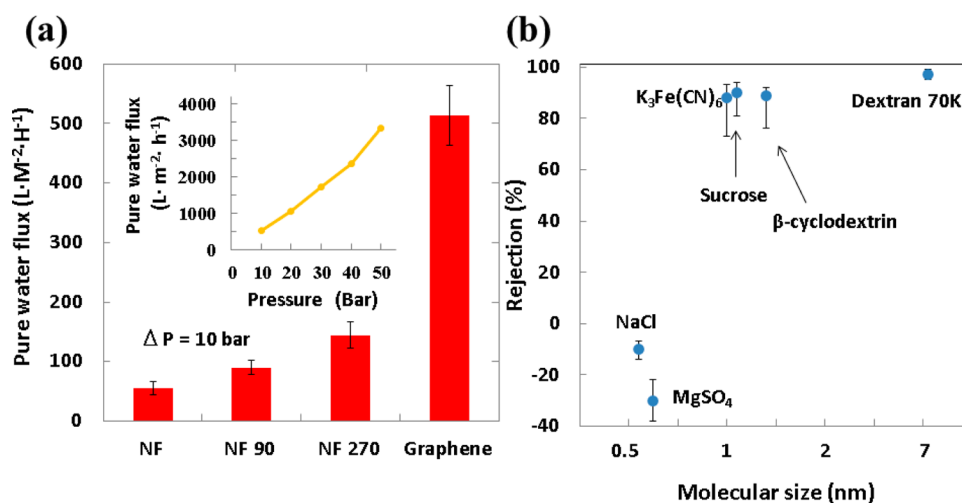 (a)
Pure water flux (L·M⁻²·H⁻¹)
600
500
400
300
200
100
0
Pure water flux
(L· m⁻²· h⁻¹)
4000
3000
2000
1000
0
0 10 20 30 40 50
Pressure (Bar)
Δ P = 10 bar
NF NF 90 NF 270 Graphene
(b)
Rejection (%)
100
80
60
40
20
0
-20
-40
K₃Fe(CN)₆
Dextran 70K
Sucrose
β-cyclodextrin
NaCl
MgSO₄
0.5 1 2 7
Molecular size (nm)